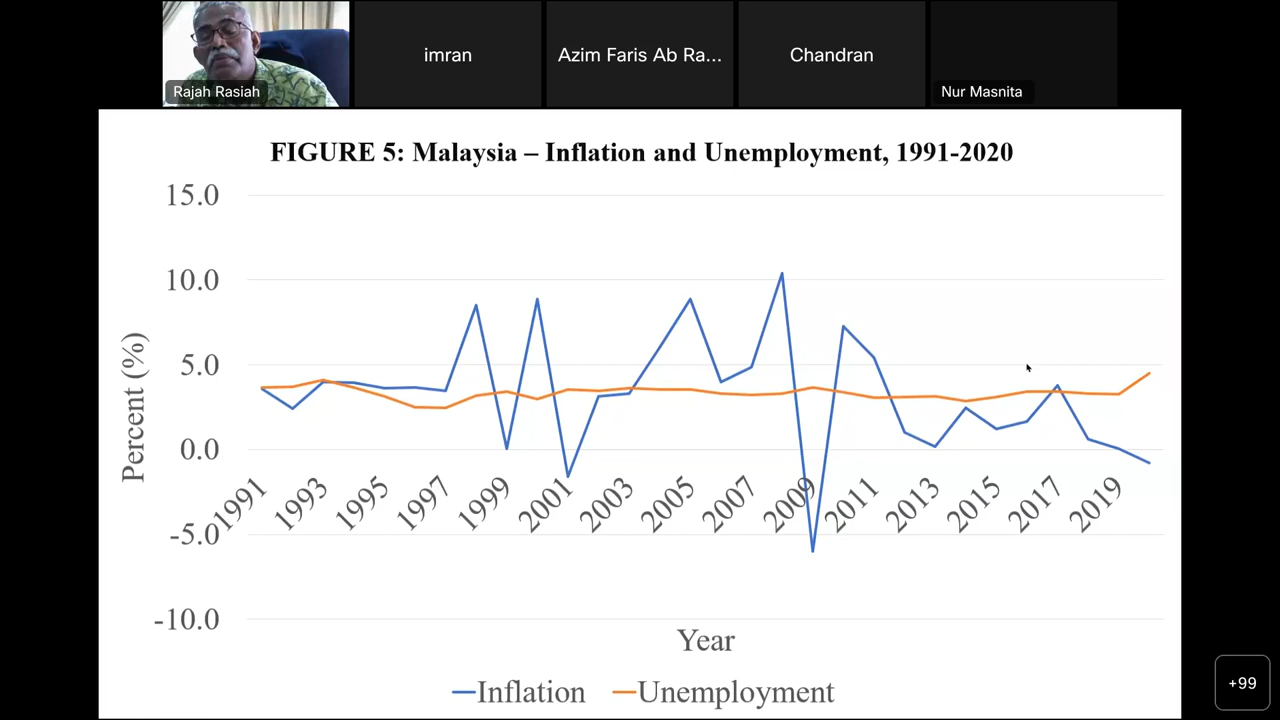 imran
Azim Faris Ab Ra...
Chandran
Rajah Rasiah
Nur Masnita
FIGURE 5: Malaysia – Inflation and Unemployment, 1991-2020
15.0
10.0
5.0
0.0
-5.0
-10.0
Percent (%)
1991
1993
1995
1997
1999
2001
2003
2005
2007
2009
2011
2013
2015
2017
2019
Year
Inflation
Unemployment
+99